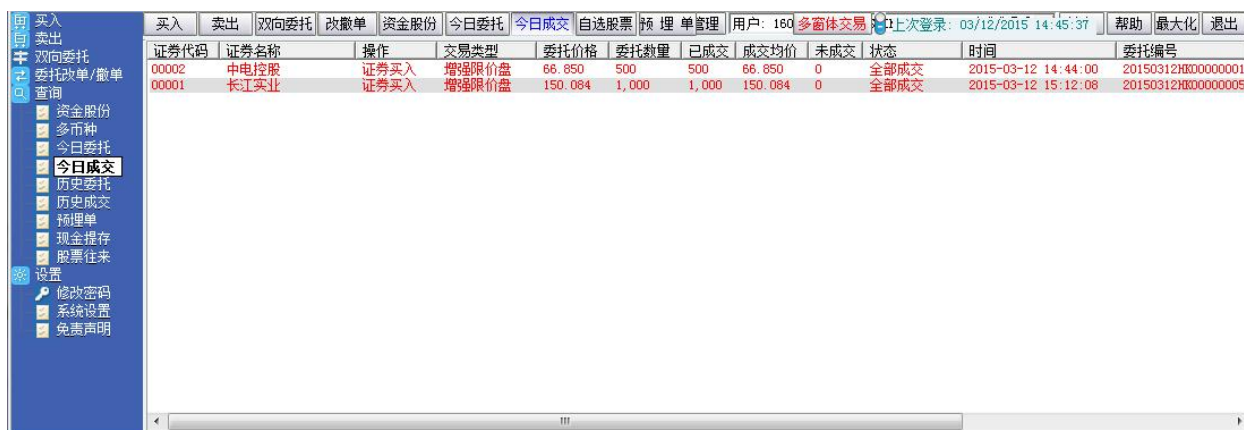 买入 卖出 双向委托 改撤单 资金股份 今日委托 今日成交 自选股票 预 埋 单管理 用户: 160 多窗体交易 上次登录: 03/12/2015 14:45:37 帮助 最大化 退出
买入
卖出
双向委托
委托改单/撤单
查询
资金股份
多币种
今日委托
今日成交
历史委托
历史成交
预埋单
现金提存
股票往来
设置
修改密码
系统设置
免责声明
证券代码 证券名称 操作 交易类型 委托价格 委托数量 已成交 成交均价 未成交 状态 时间 委托编号
00002 中电控股 证券买入 增强限价盘 66.850 500 500 66.850 0 全部成交 2015-03-12 14:44:00 20150312HK00000001
00001 长江实业 证券买入 增强限价盘 150.084 1,000 1,000 150.084 0 全部成交 2015-03-12 15:12:08 20150312HK00000005